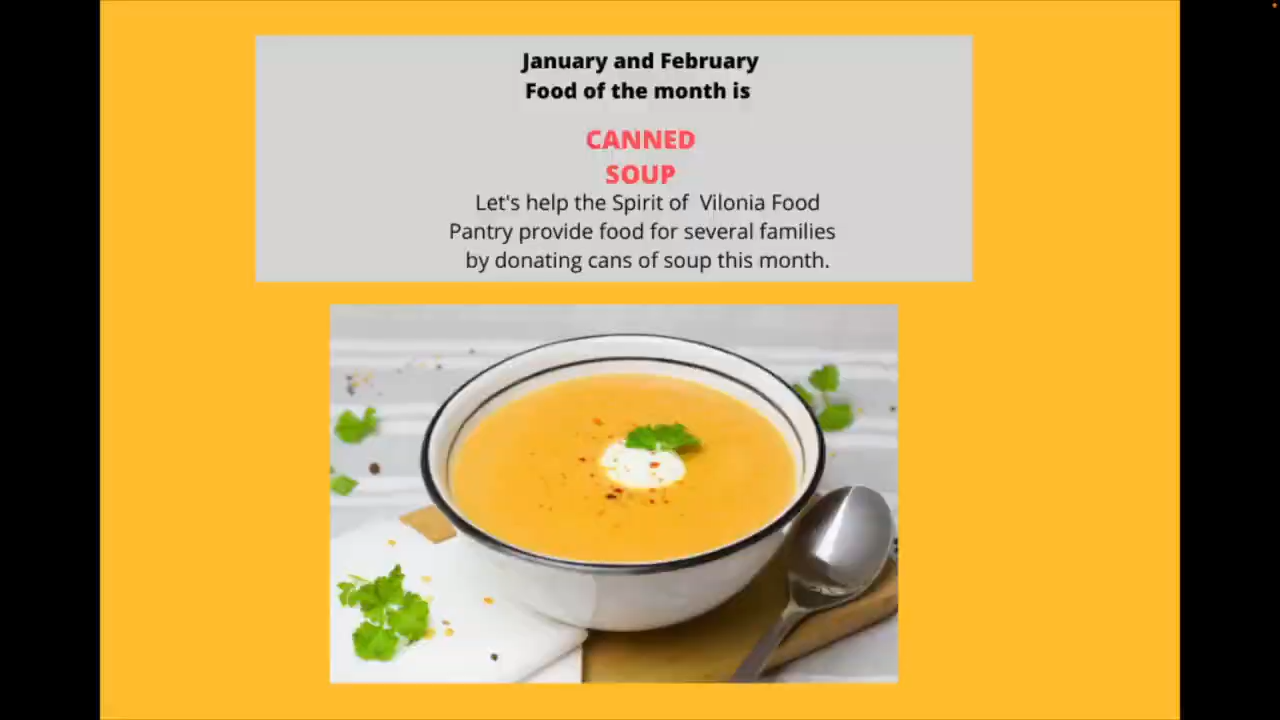 January and February
Food of the month is
CANNED
SOUP
Let's help the Spirit of  Vilonia Food
Pantry provide food for several families
by donating cans of soup this month.